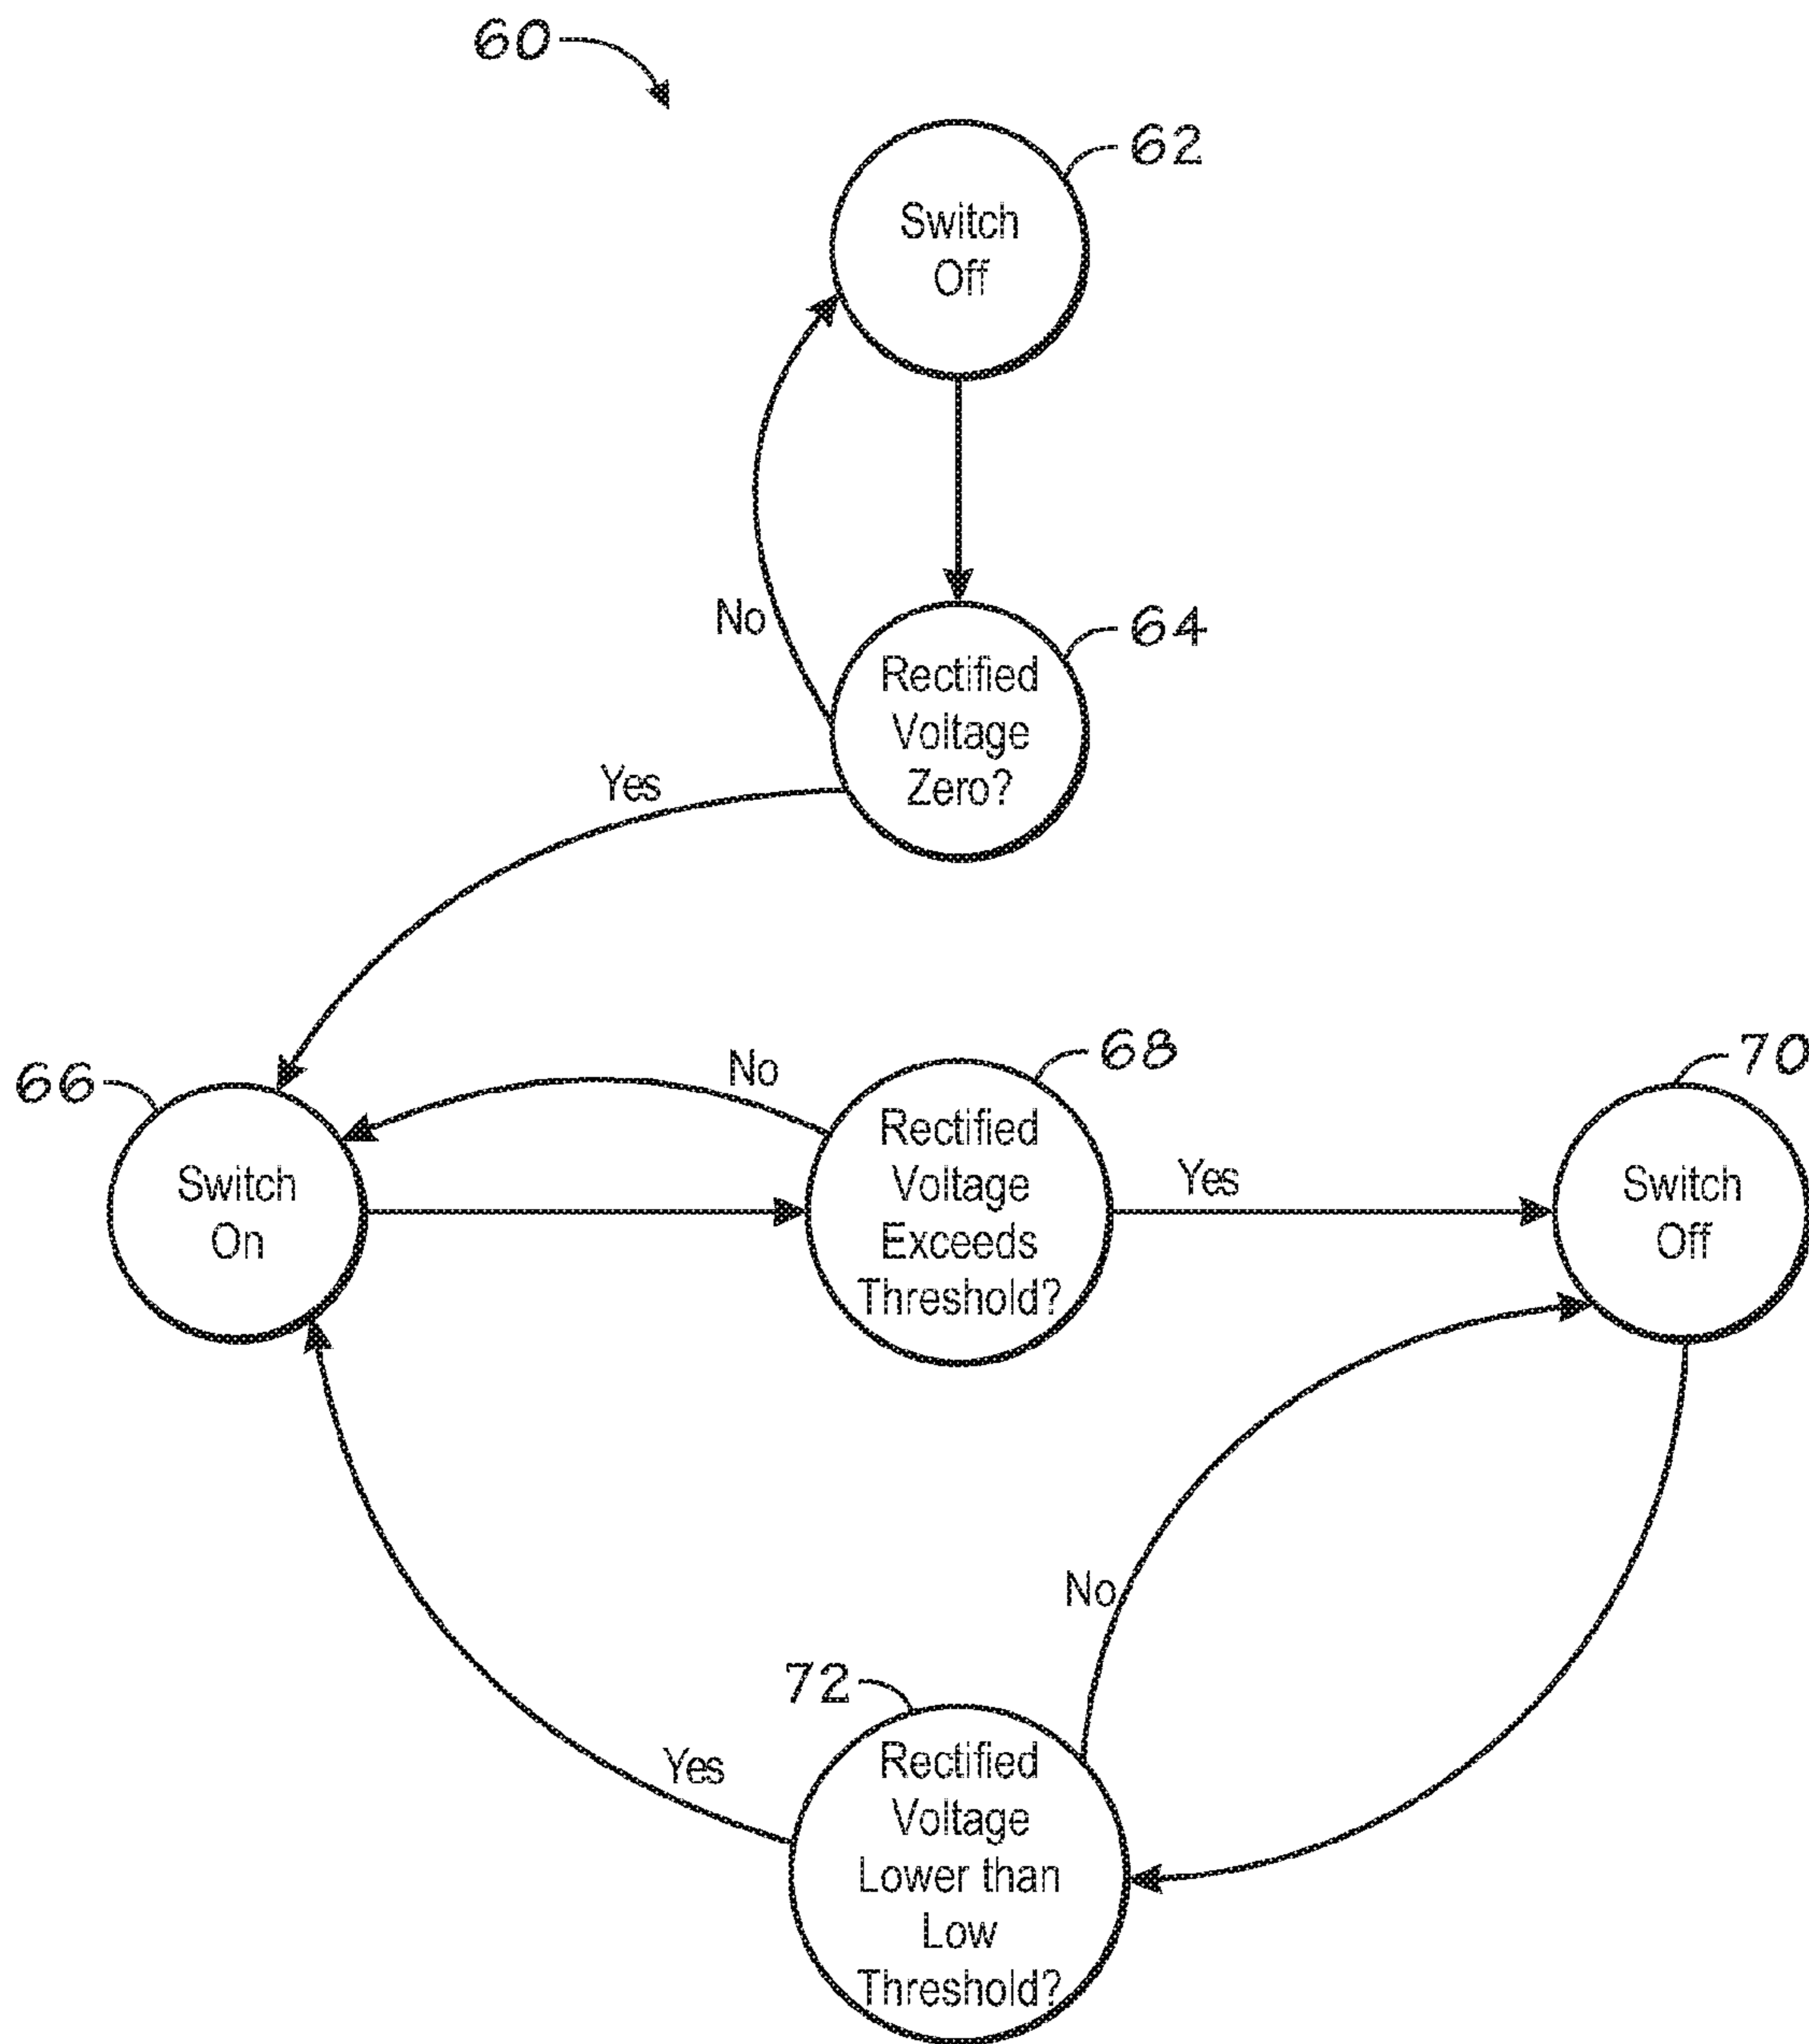 60
62
Switch
Off
No
64
Rectified
Voltage
Zero?
Yes
66
No
68
70
Switch
On
Rectified
Voltage
Exceeds
Threshold?
Yes
Switch
Off
No
72
Yes
Rectified
Voltage
Lower than
Low
Threshold?